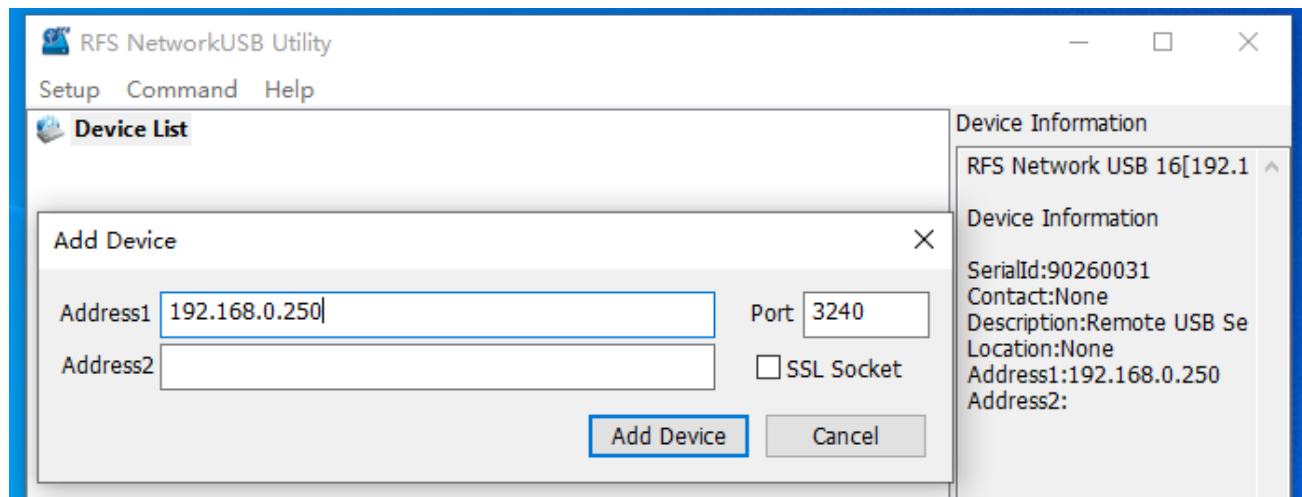 RFS NetworkUSB Utility
Setup Command Help
Device List
Add Device
Address1 192.168.0.250 Port 3240
Address2 SSL Socket
Add Device Cancel
Device Information
RFS Network USB 16[192.1
Device Information
SerialId:90260031
Contact:None
Description:Remote USB Se
Location:None
Address1:192.168.0.250
Address2: